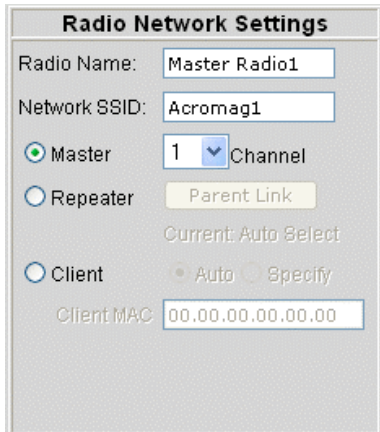 Radio Network Settings
Radio Name: Master Radio1
Network SSID: Acromag1
Master 1 Channel
Repeater Parent Link
Current: Auto Select
Client Auto Specify
Client MAC 00.00.00.00.00.00